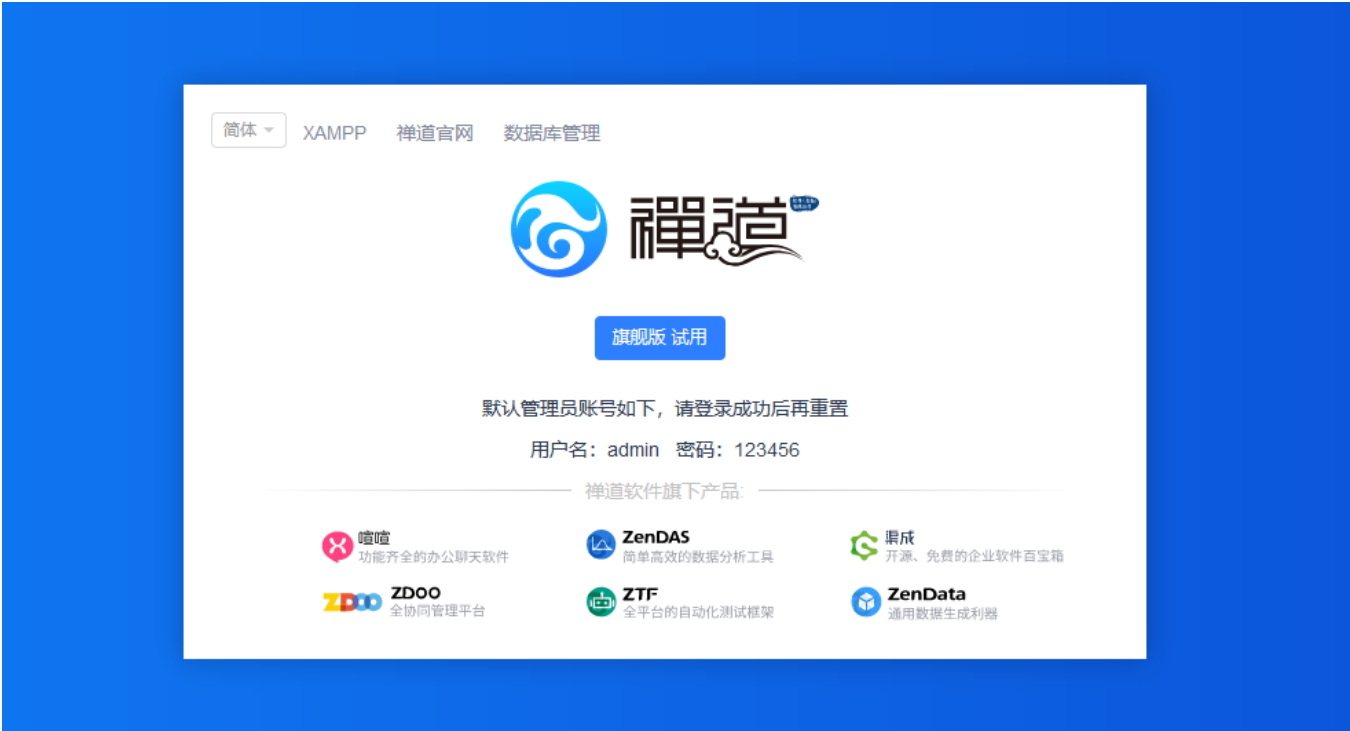 简体 XAMPP 禅道官网 数据库管理
禪道
旗舰版 试用
默认管理员账号如下，请登录成功后再重置
用户名：admin 密码：123456
禅道软件旗下产品:
喧喧
功能齐全的办公聊天软件
ZenDAS
简单高效的数据分析工具
渠成
开源、免费的企业软件百宝箱
ZDOO ZDOO
全协同管理平台
ZTF
全平台的自动化测试框架
ZenData
通用数据生成利器